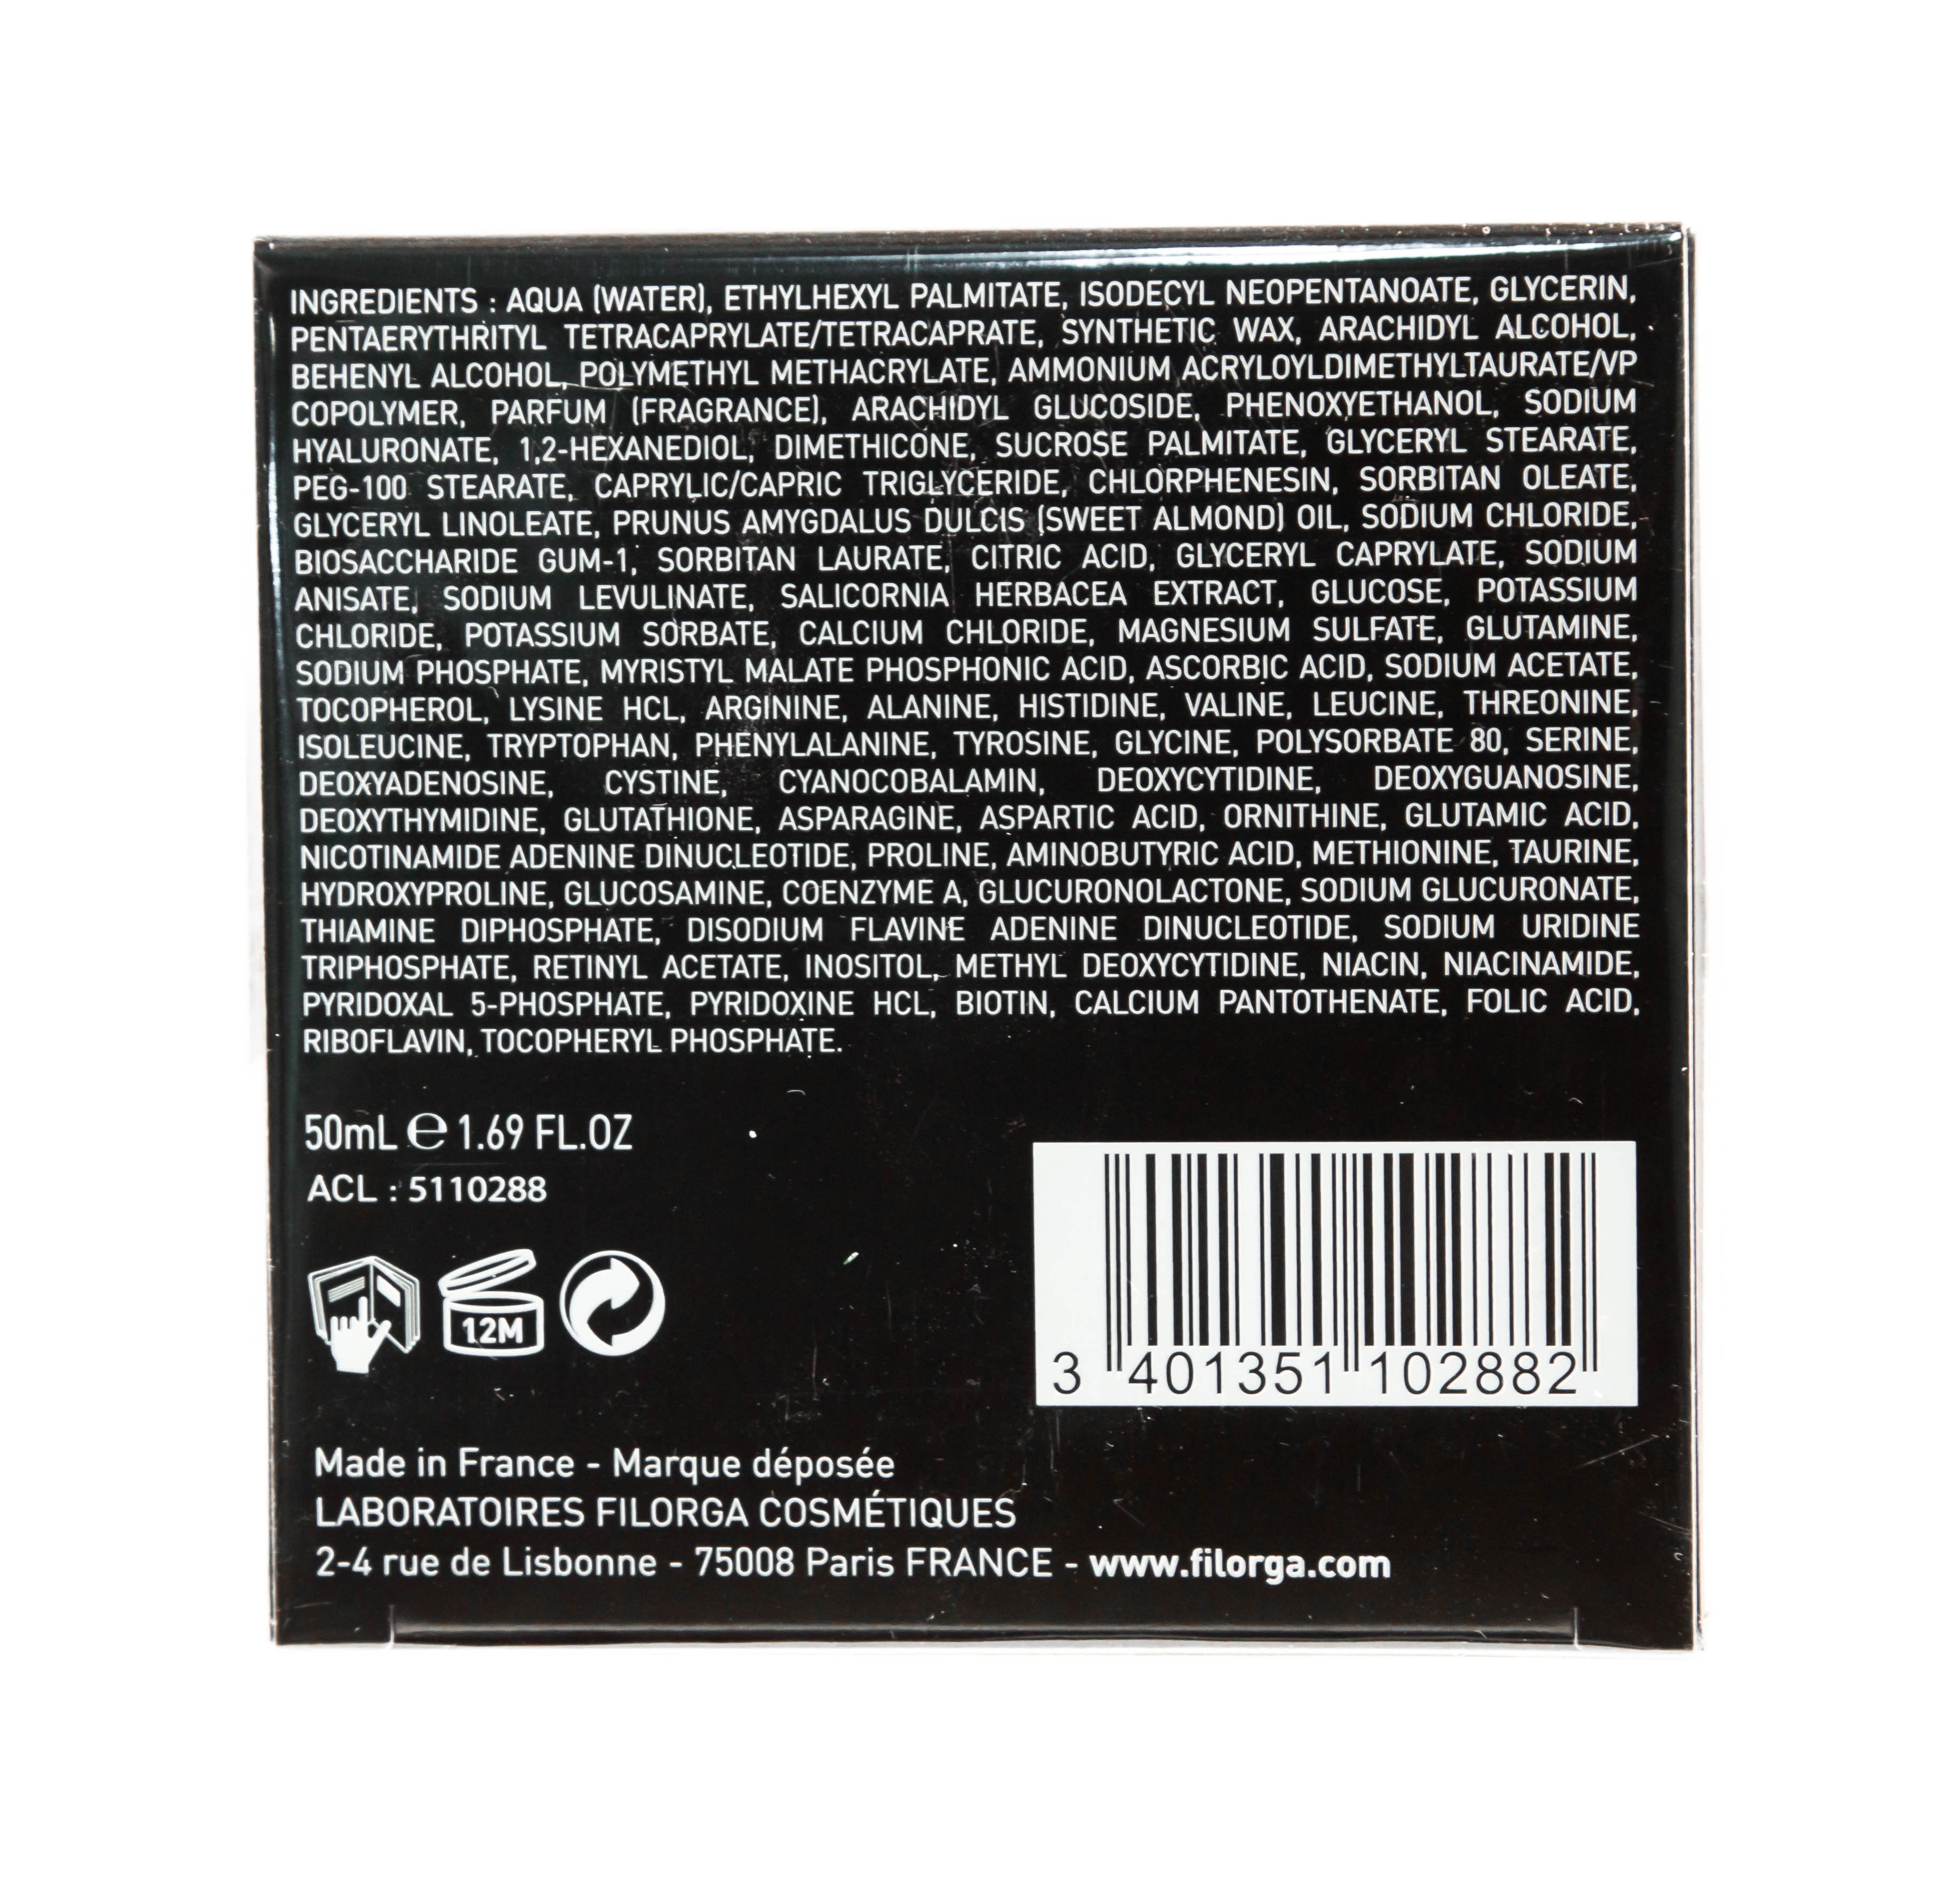 INGREDIENTS : AQUA (WATER), ETHYLHEXYL PALMITATE, ISODECYL NEOPENTANOATE, GLYCERIN,
PENTAERYTHRITYL TETRACAPRYLATE/TETRACAPRATE, SYNTHETIC WAX, ARACHIDYL ALCOHOL,
BEHENYL ALCOHOL, POLYMETHYL METHACRYLATE, AMMONIUM ACRYLOYLDIMETHYLTAURATE/VP
COPOLYMER, PARFUM (FRAGRANCE), ARACHIDYL GLUCOSIDE, PHENOXYETHANOL, SODIUM
HYALURONATE, 1,2-HEXANEDIOL, DIMETHICONE, SUCROSE PALMITATE, GLYCERYL STEARATE,
PEG-100 STEARATE, CAPRYLIC/CAPRIC TRIGLYCERIDE, CHLORPHENESIN, SORBITAN OLEATE,
GLYCERYL LINOLEATE, PRUNUS AMYGDALUS DULCIS (SWEET ALMOND) OIL, SODIUM CHLORIDE,
BIOSACCHARIDE GUM-1, SORBITAN LAURATE, CITRIC ACID, GLYCERYL CAPRYLATE, SODIUM
ANISATE, SODIUM LEVULINATE, SALICORNIA HERBACEA EXTRACT, GLUCOSE, POTASSIUM
CHLORIDE, POTASSIUM SORBATE, CALCIUM CHLORIDE, MAGNESIUM SULFATE, GLUTAMINE,
SODIUM PHOSPHATE, MYRISTYL MALATE PHOSPHONIC ACID, ASCORBIC ACID, SODIUM ACETATE,
TOCOPHEROL, LYSINE HCL, ARGININE, ALANINE, HISTIDINE, VALINE, LEUCINE, THREONINE,
ISOLEUCINE, TRYPTOPHAN, PHENYLALANINE, TYROSINE, GLYCINE, POLYSORBATE 80, SERINE,
DEOXYADENOSINE, CYSTINE, CYANOCOBALAMIN, DEOXYCYTIDINE, DEOXYGUANOSINE,
DEOXYTHYMIDINE, GLUTATHIONE, ASPARAGINE, ASPARTIC ACID, ORNITHINE, GLUTAMIC ACID,
NICOTINAMIDE ADENINE DINUCLEOTIDE, PROLINE, AMINOBUTYRIC ACID, METHIONINE, TAURINE,
HYDROXYPROLINE, GLUCOSAMINE, COENZYME A, GLUCURONOLACTONE, SODIUM GLUCURONATE,
THIAMINE DIPHOSPHATE, DISODIUM FLAVINE ADENINE DINUCLEOTIDE, SODIUM URIDINE
TRIPHOSPHATE, RETINYL ACETATE, INOSITOL, METHYL DEOXYCYTIDINE, NIACIN, NIACINAMIDE,
PYRIDOXAL 5-PHOSPHATE, PYRIDOXINE HCL, BIOTIN, CALCIUM PANTOTHENATE, FOLIC ACID,
RIBOFLAVIN, TOCOPHERYL PHOSPHATE.
50mL ℮ 1.69 FL.OZ
ACL : 5110288
12M
3 401351 102882
Made in France - Marque déposée
LABORATOIRES FILORGA COSMÉTIQUES
2-4 rue de Lisbonne - 75008 Paris FRANCE - www.filorga.com